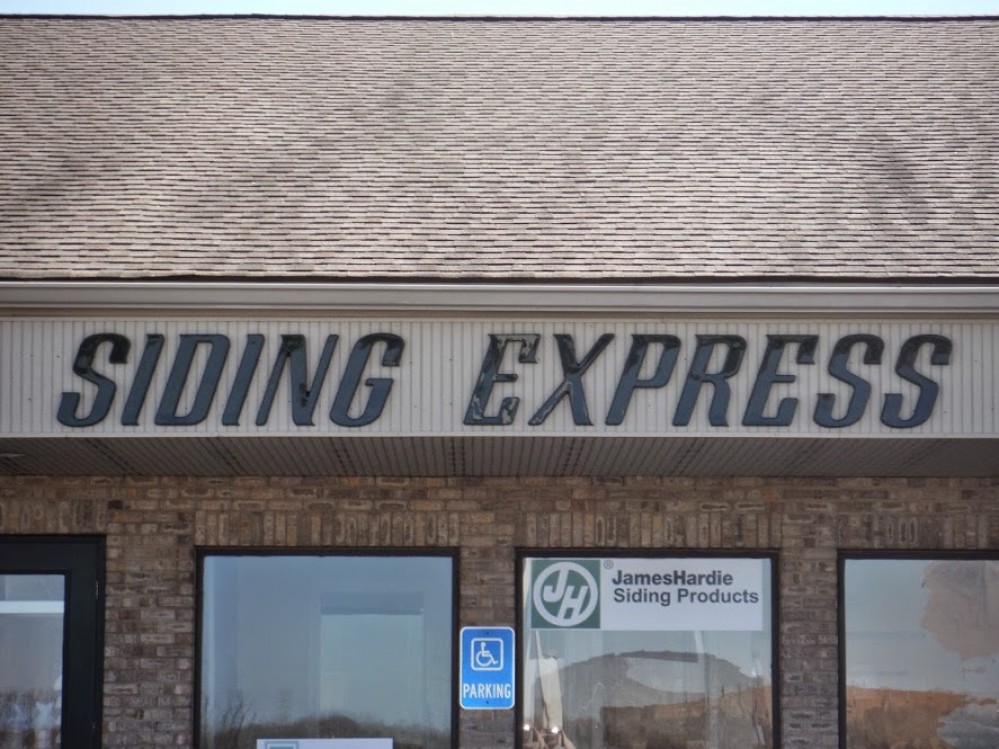 SIDING EXPRESS
JH ®
JamesHardie
Siding Products
PARKING